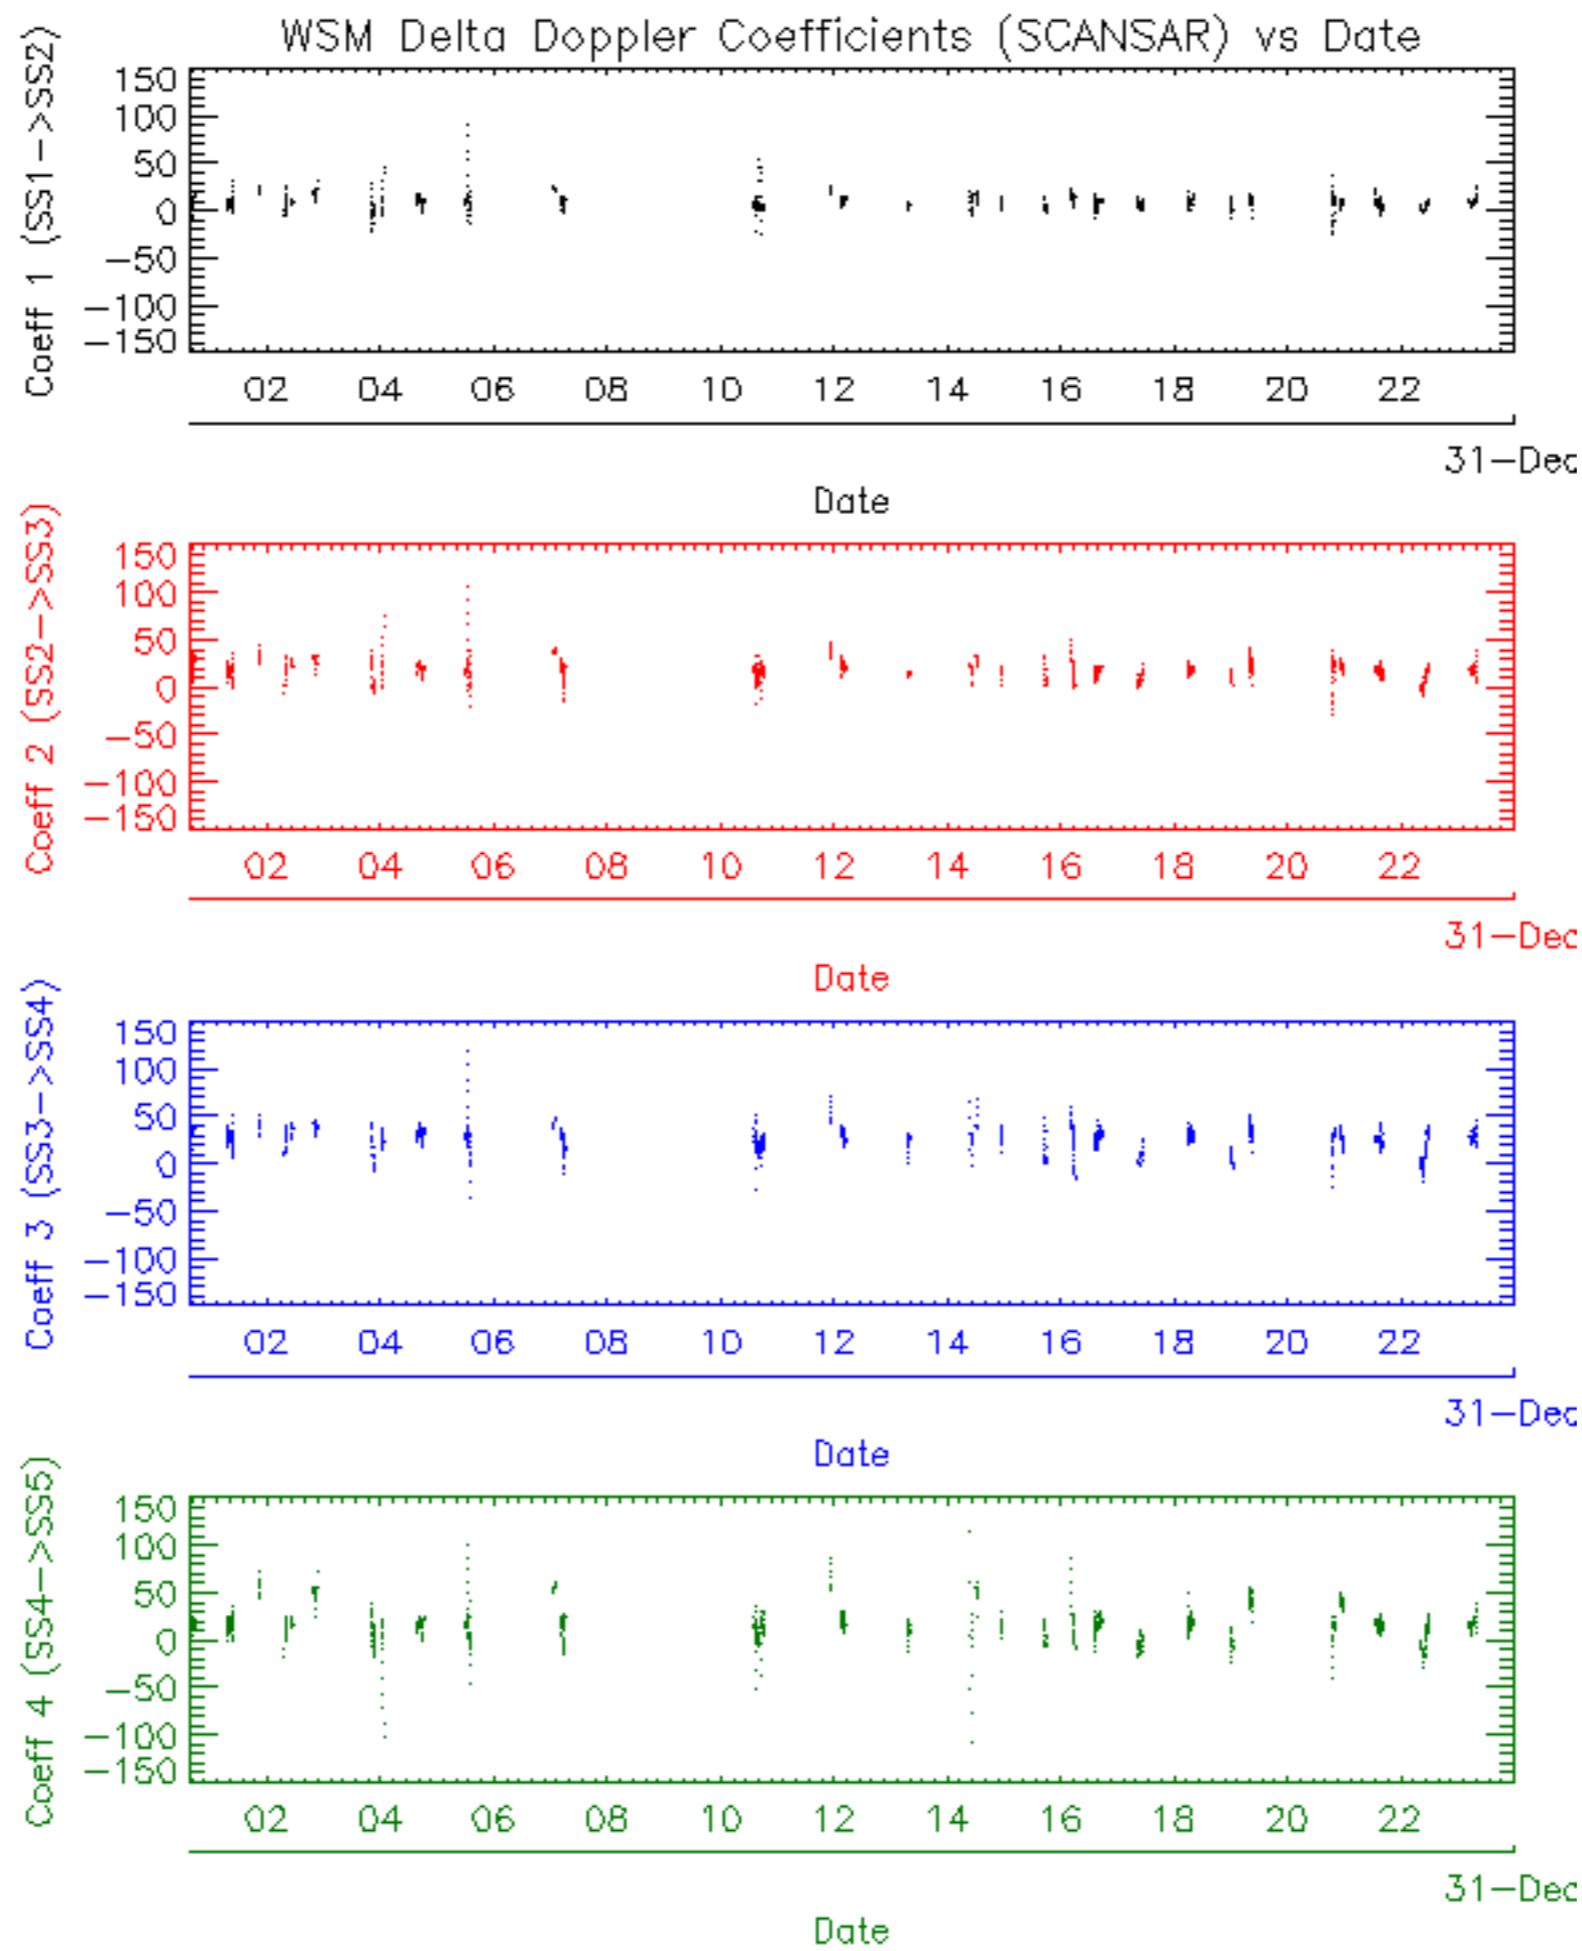 WSM Delta Doppler Coefficients (SCANSAR) vs Date
Coeff 1 (SS1->SS2)
150
100
50
0
-50
-100
-150
02 04 06 08 10 12 14 16 18 20 22
31-Dec
Date
Coeff 2 (SS2->SS3)
150
100
50
0
-50
-100
-150
02 04 06 08 10 12 14 16 18 20 22
31-Dec
Date
Coeff 3 (SS3->SS4)
150
100
50
0
-50
-100
-150
02 04 06 08 10 12 14 16 18 20 22
31-Dec
Date
Coeff 4 (SS4->SS5)
150
100
50
0
-50
-100
-150
02 04 06 08 10 12 14 16 18 20 22
31-Dec
Date